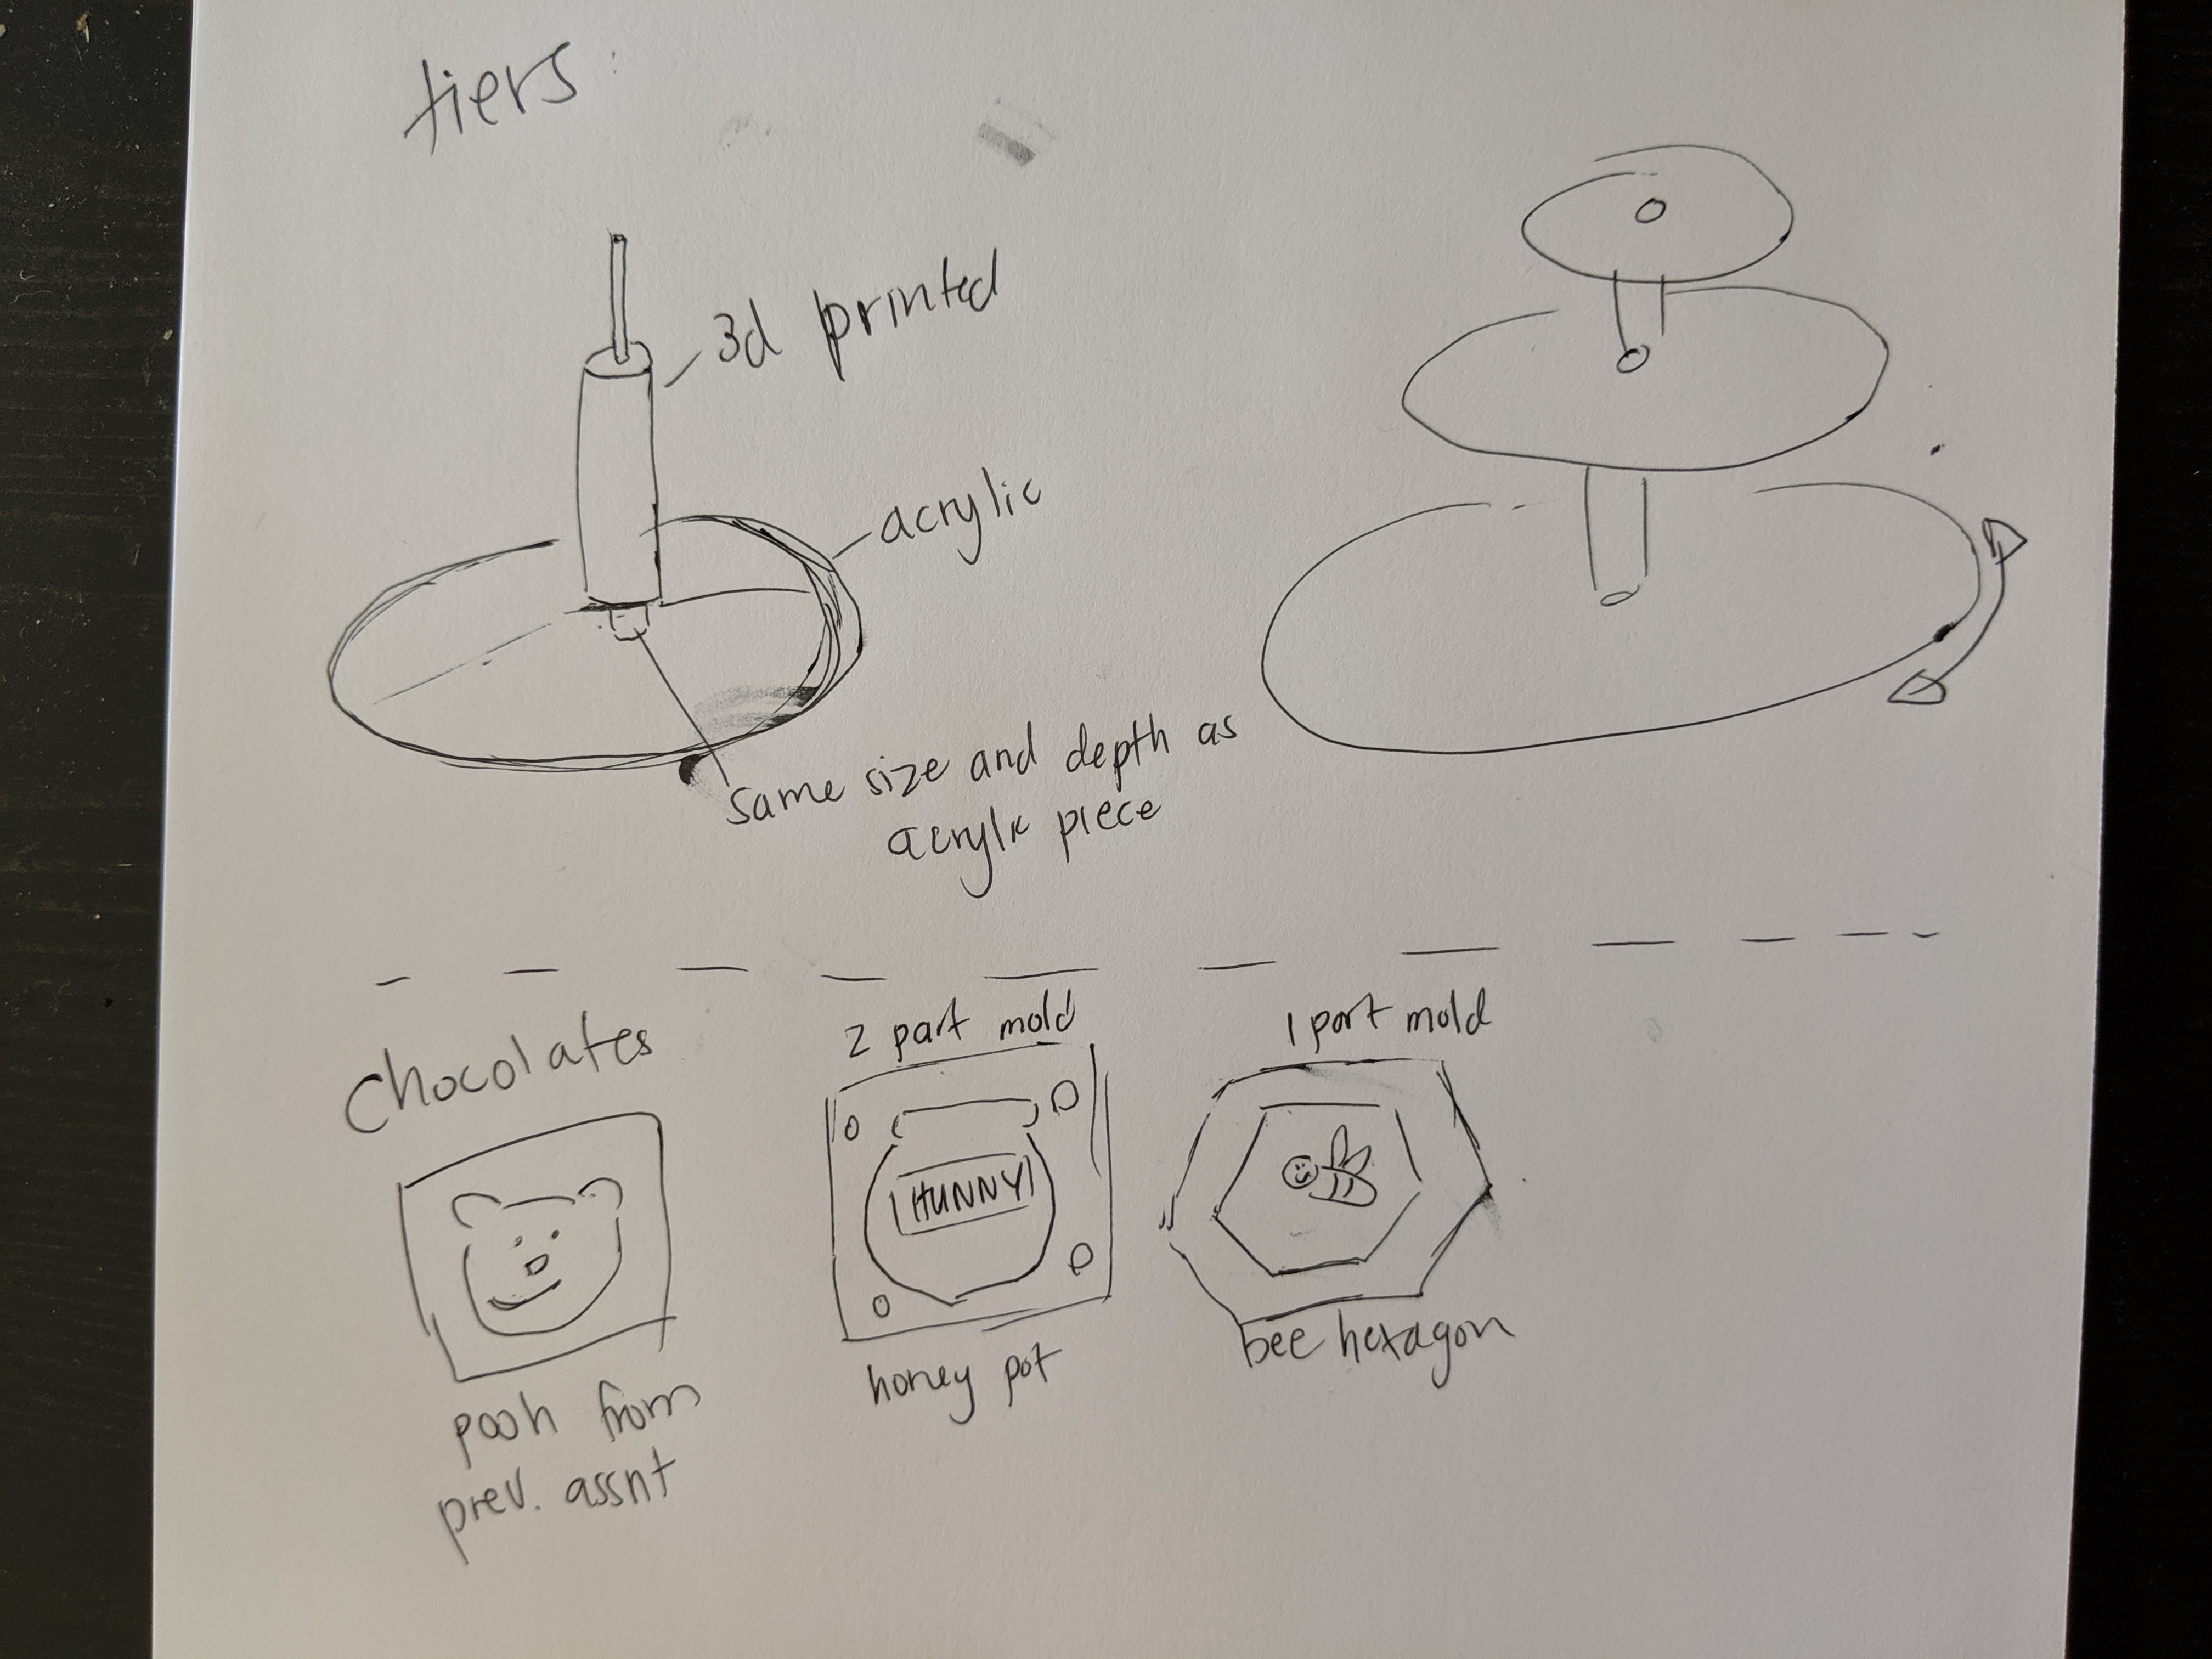 tiers:
3d printed
acrylic
same size and depth as
acrylic piece
chocolates
2 part mold
1 part mold
HUNNY
pooh from
prev. assnt
honey pot
bee hexagon